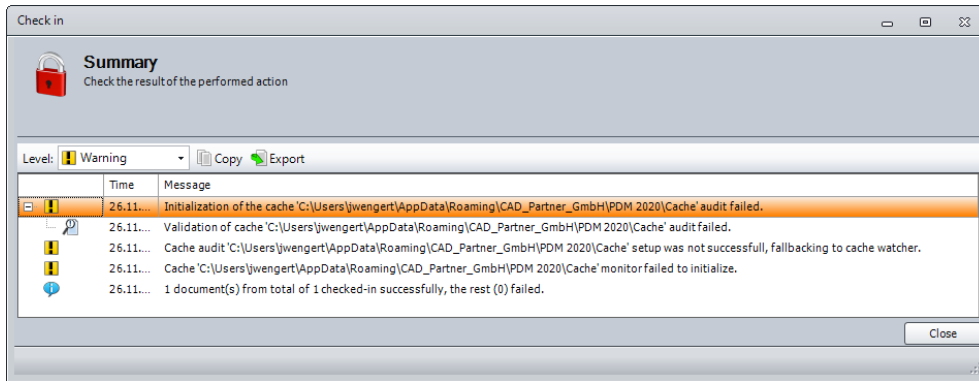 Check in
Summary
Check the result of the performed action
Level: Warning Copy Export
Time Message
26.11.... Initialization of the cache 'C:\Users\jwengert\AppData\Roaming\CAD_Partner_GmbH\PDM 2020\Cache' audit failed.
26.11.... Validation of cache 'C:\Users\jwengert\AppData\Roaming\CAD_Partner_GmbH\PDM 2020\Cache' audit failed.
26.11.... Cache audit 'C:\Users\jwengert\AppData\Roaming\CAD_Partner_GmbH\PDM 2020\Cache' setup was not successfull, fallbacking to cache watcher.
26.11.... Cache 'C:\Users\jwengert\AppData\Roaming\CAD_Partner_GmbH\PDM 2020\Cache' monitor failed to initialize.
26.11.... 1 document(s) from total of 1 checked-in successfully, the rest (0) failed.
Close